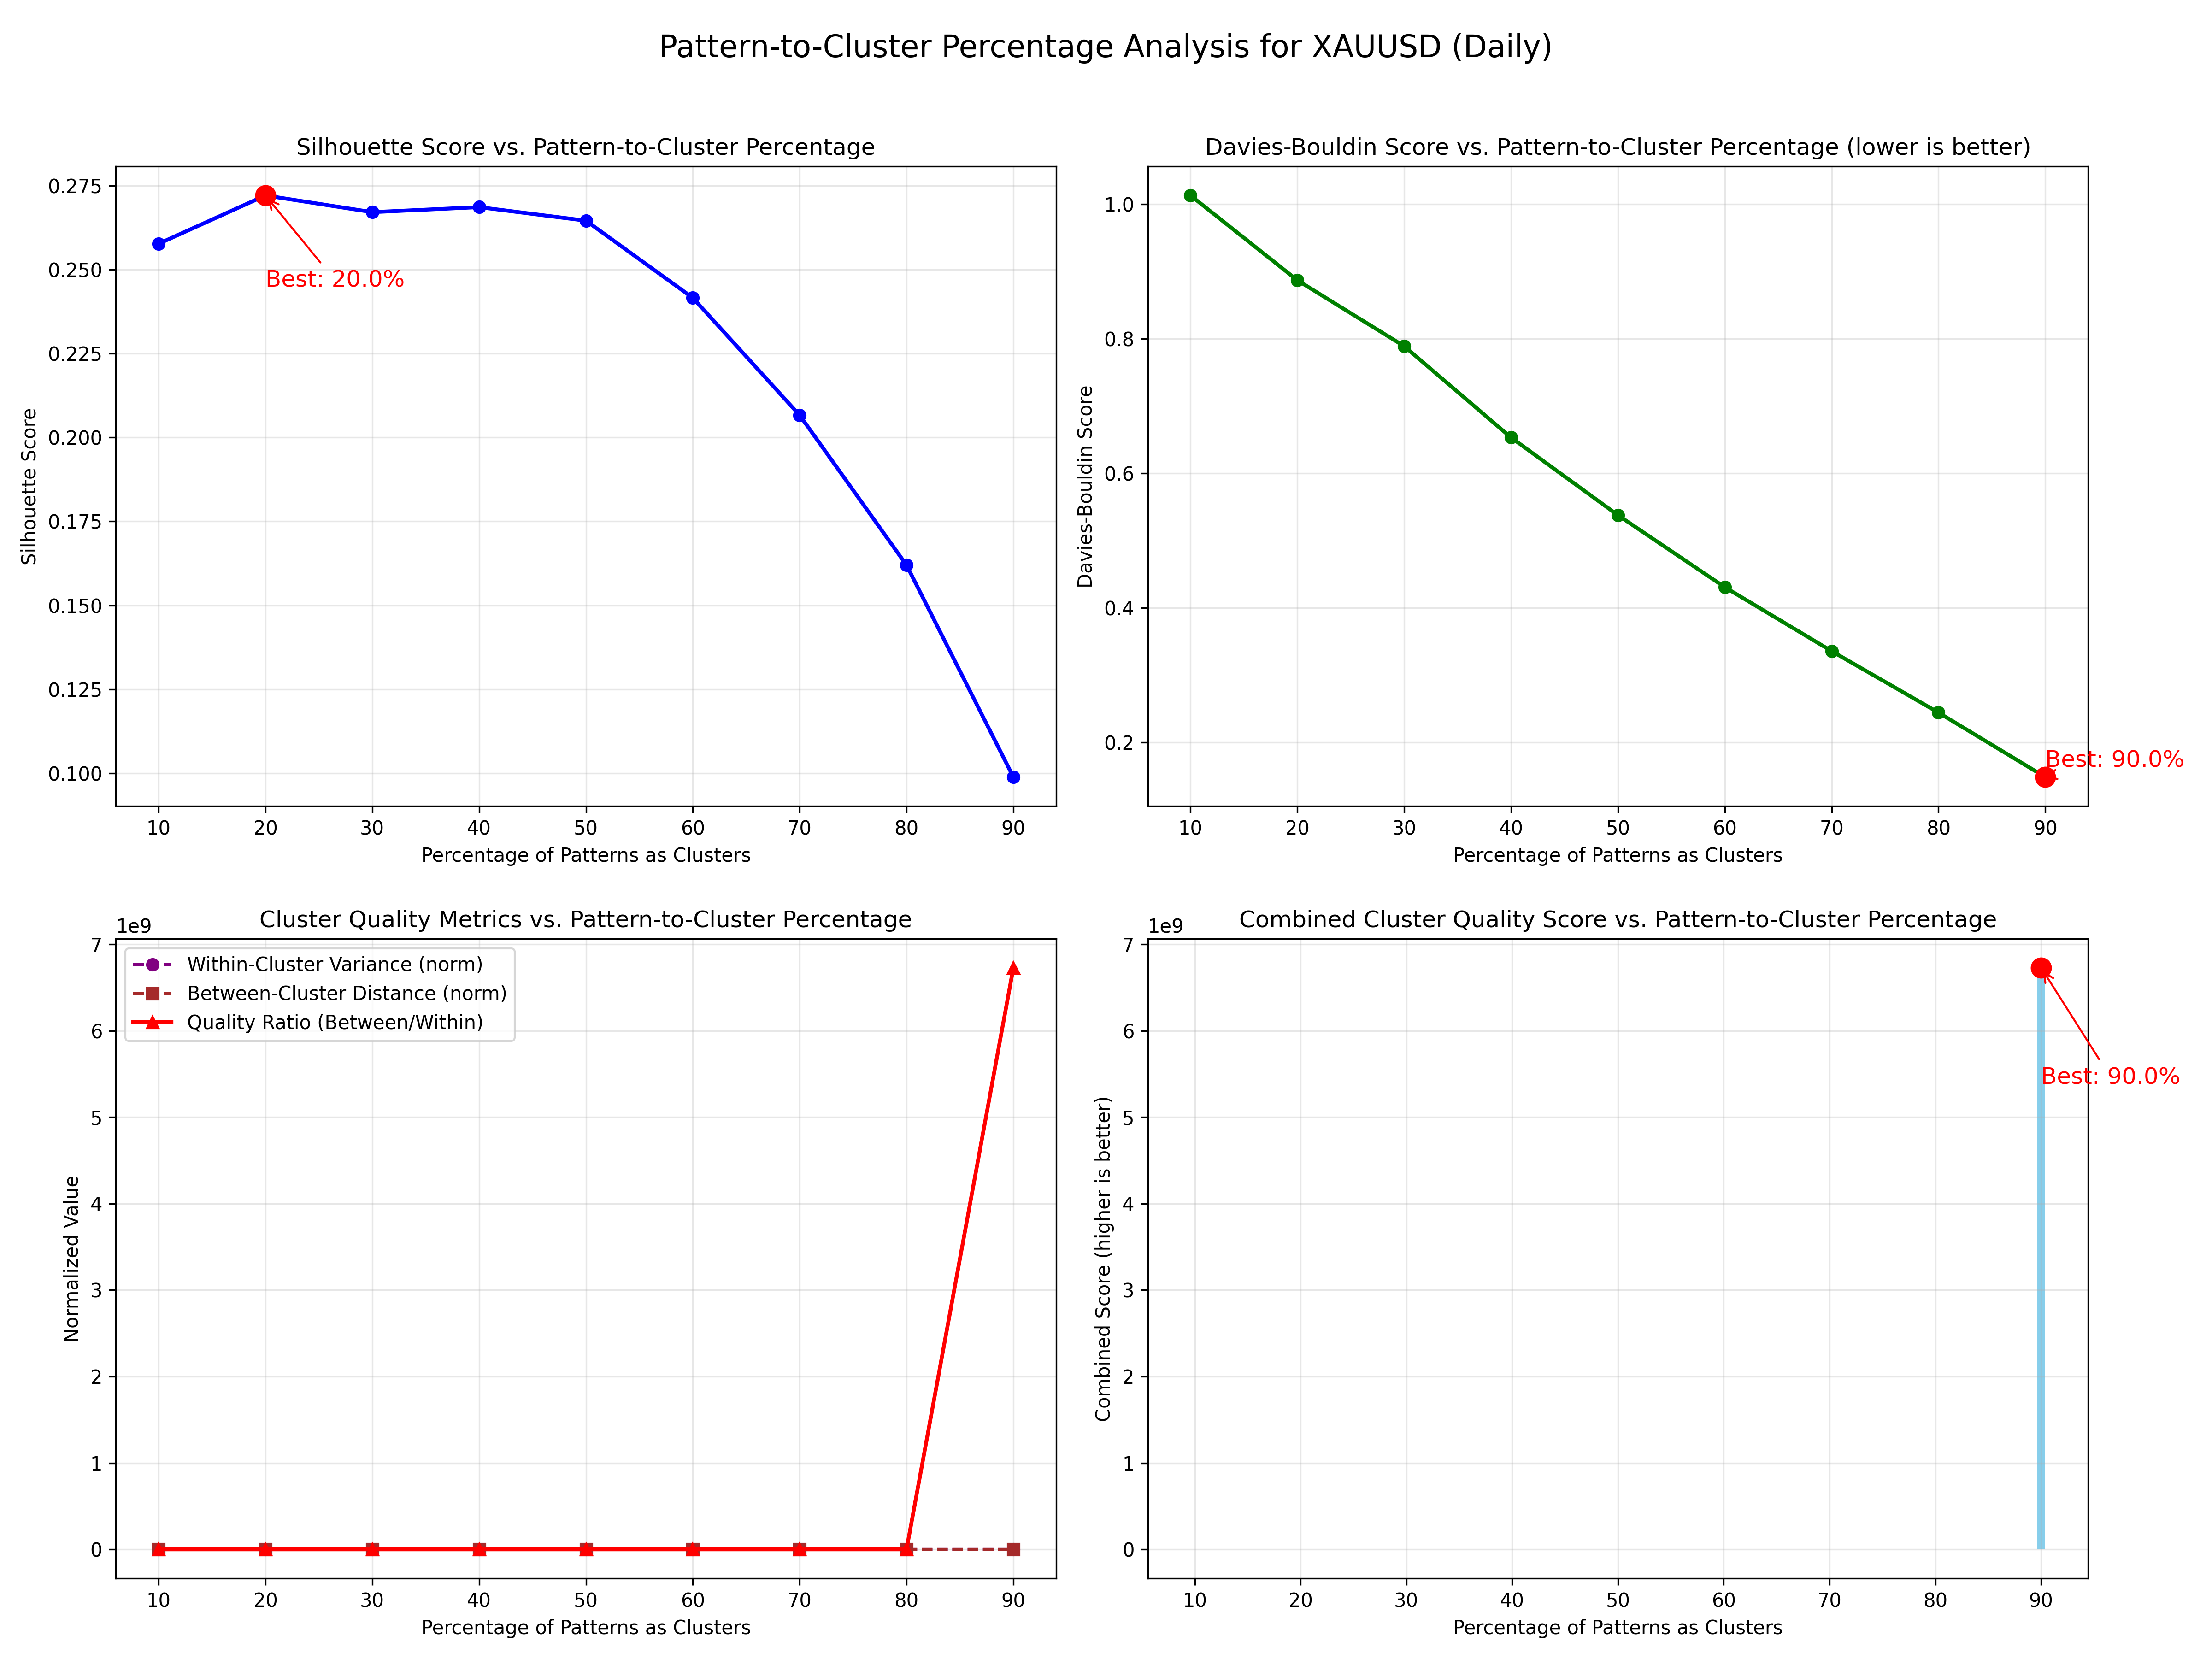 Pattern-to-Cluster Percentage Analysis for XAUUSD (Daily)
Silhouette Score vs. Pattern-to-Cluster Percentage
Silhouette Score
0.275
0.250
0.225
0.200
0.175
0.150
0.125
0.100
Best: 20.0%
10 20 30 40 50 60 70 80 90
Percentage of Patterns as Clusters
Davies-Bouldin Score vs. Pattern-to-Cluster Percentage (lower is better)
Davies-Bouldin Score
1.0
0.8
0.6
0.4
0.2
Best: 90.0%
10 20 30 40 50 60 70 80 90
Percentage of Patterns as Clusters
Cluster Quality Metrics vs. Pattern-to-Cluster Percentage
1e9
Normalized Value
7
6
5
4
3
2
1
0
Within-Cluster Variance (norm)
Between-Cluster Distance (norm)
Quality Ratio (Between/Within)
10 20 30 40 50 60 70 80 90
Percentage of Patterns as Clusters
Combined Cluster Quality Score vs. Pattern-to-Cluster Percentage
1e9
Combined Score (higher is better)
7
6
5
4
3
2
1
0
Best: 90.0%
10 20 30 40 50 60 70 80 90
Percentage of Patterns as Clusters